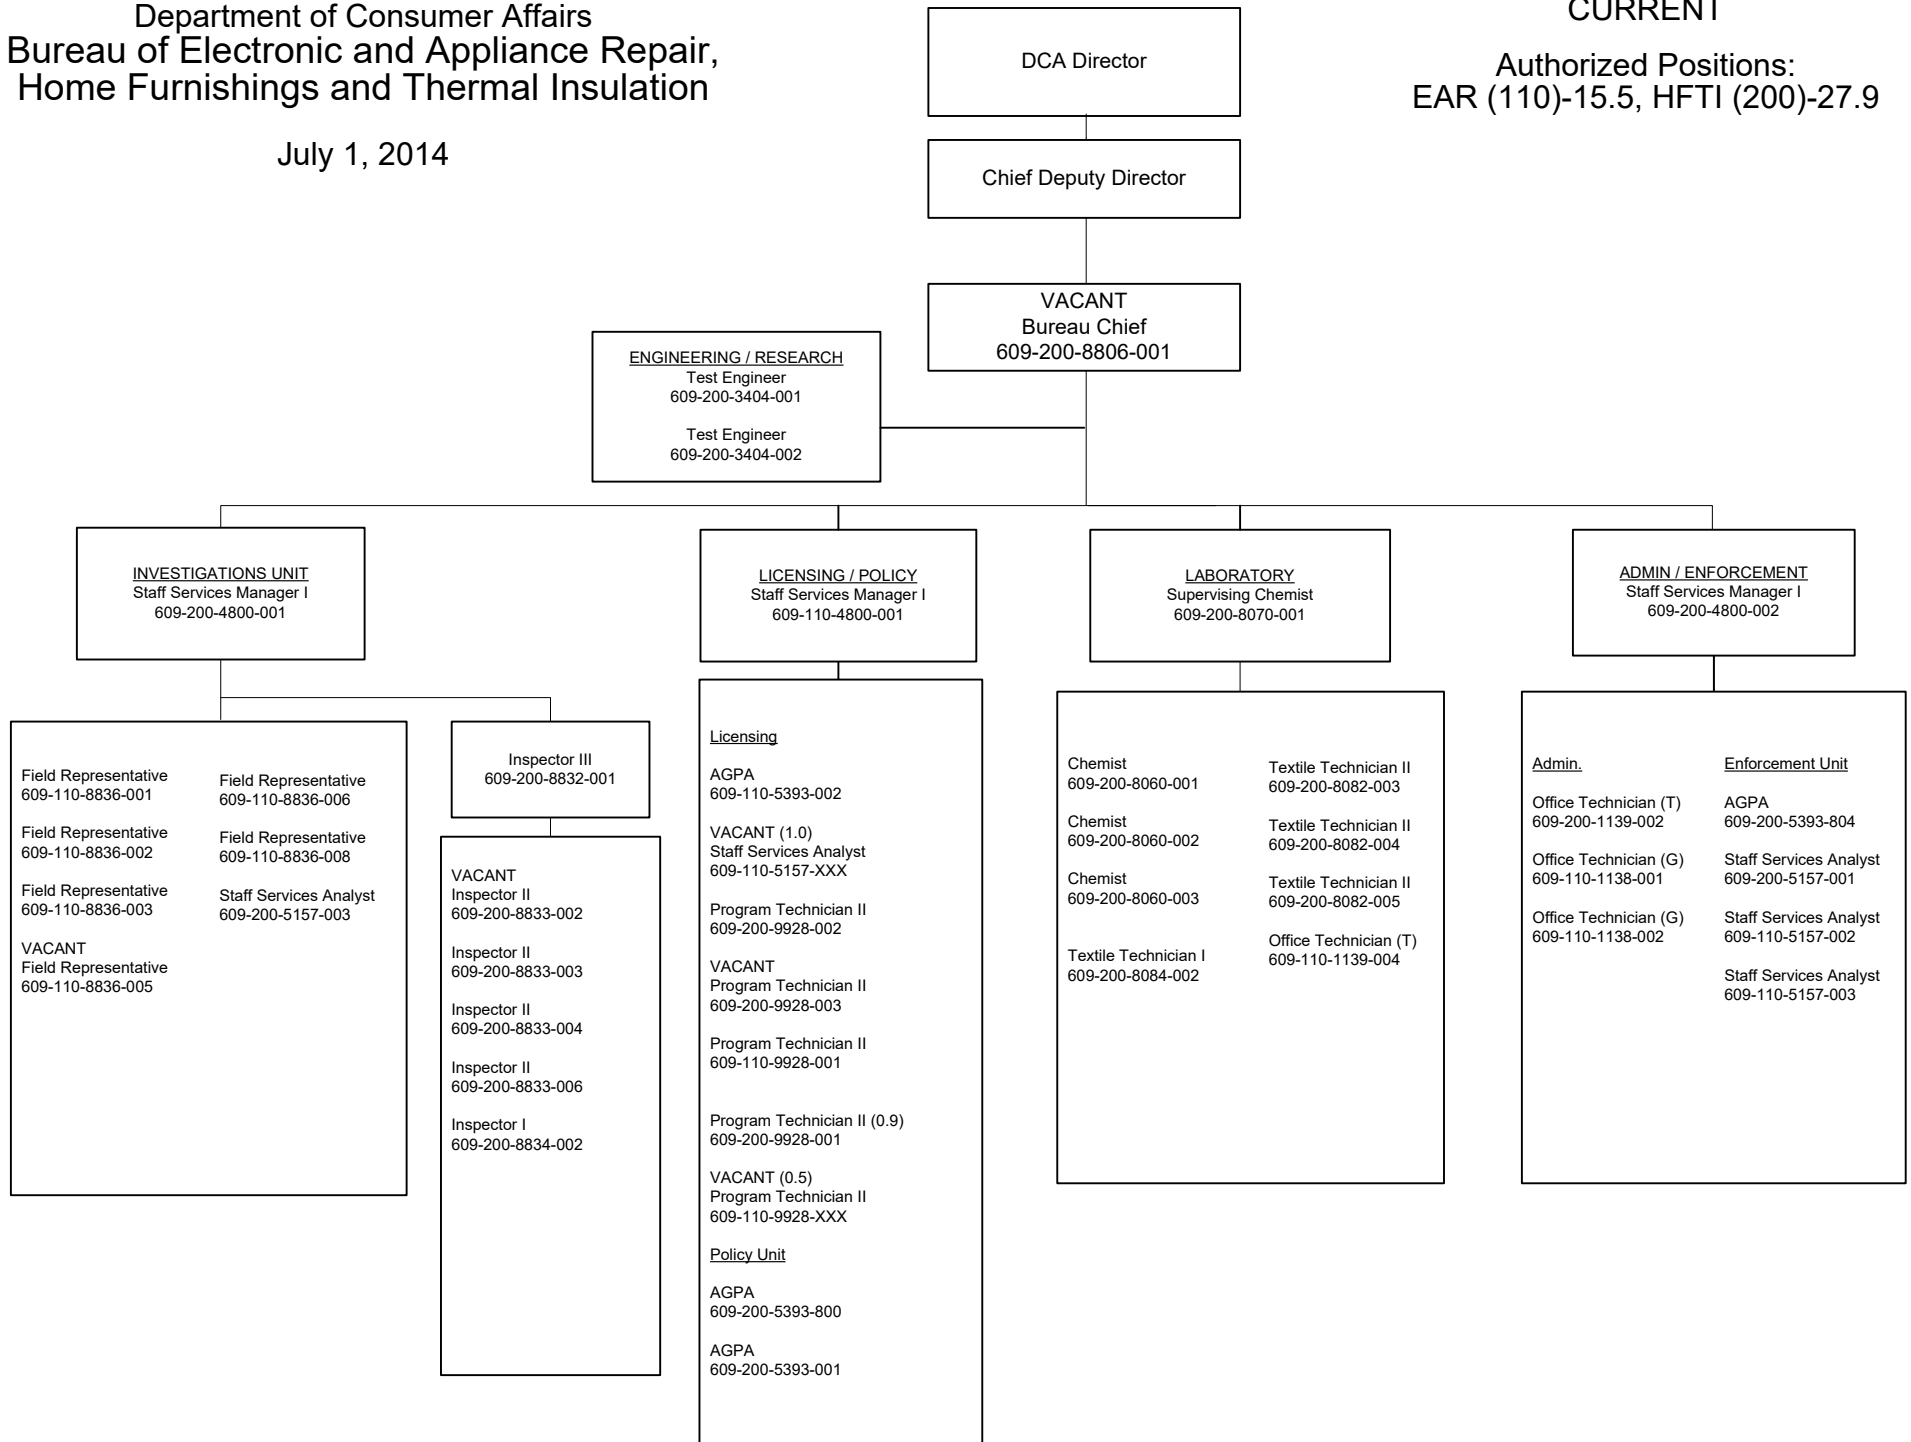 Department of Consumer Affairs
Bureau of Electronic and Appliance Repair,
Home Furnishings and Thermal Insulation
July 1, 2014
CURRENT
Authorized Positions:
EAR (110)-15.5, HFTI (200)-27.9
DCA Director
Chief Deputy Director
VACANT
Bureau Chief
609-200-8806-001
ENGINEERING / RESEARCH
Test Engineer
609-200-3404-001
Test Engineer
609-200-3404-002
INVESTIGATIONS UNIT
Staff Services Manager I
609-200-4800-001
LICENSING / POLICY
Staff Services Manager I
609-110-4800-001
LABORATORY
Supervising Chemist
609-200-8070-001
ADMIN / ENFORCEMENT
Staff Services Manager I
609-200-4800-002
Field Representative
609-110-8836-001
Field Representative
609-110-8836-002
Field Representative
609-110-8836-003
VACANT
Field Representative
609-110-8836-005
Field Representative
609-110-8836-006
Field Representative
609-110-8836-008
Staff Services Analyst
609-200-5157-003
Inspector III
609-200-8832-001
VACANT
Inspector II
609-200-8833-002
Inspector II
609-200-8833-003
Inspector II
609-200-8833-004
Inspector II
609-200-8833-006
Inspector I
609-200-8834-002
Licensing
AGPA
609-110-5393-002
VACANT (1.0)
Staff Services Analyst
609-110-5157-XXX
Program Technician II
609-200-9928-002
VACANT
Program Technician II
609-200-9928-003
Program Technician II
609-110-9928-001
Program Technician II (0.9)
609-200-9928-001
VACANT (0.5)
Program Technician II
609-110-9928-XXX
Policy Unit
AGPA
609-200-5393-800
AGPA
609-200-5393-001
Chemist
609-200-8060-001
Chemist
609-200-8060-002
Chemist
609-200-8060-003
Textile Technician I
609-200-8084-002
Textile Technician II
609-200-8082-003
Textile Technician II
609-200-8082-004
Textile Technician II
609-200-8082-005
Office Technician (T)
609-110-1139-004
Admin.
Office Technician (T)
609-200-1139-002
Office Technician (G)
609-110-1138-001
Office Technician (G)
609-110-1138-002
Enforcement Unit
AGPA
609-200-5393-804
Staff Services Analyst
609-200-5157-001
Staff Services Analyst
609-110-5157-002
Staff Services Analyst
609-110-5157-003